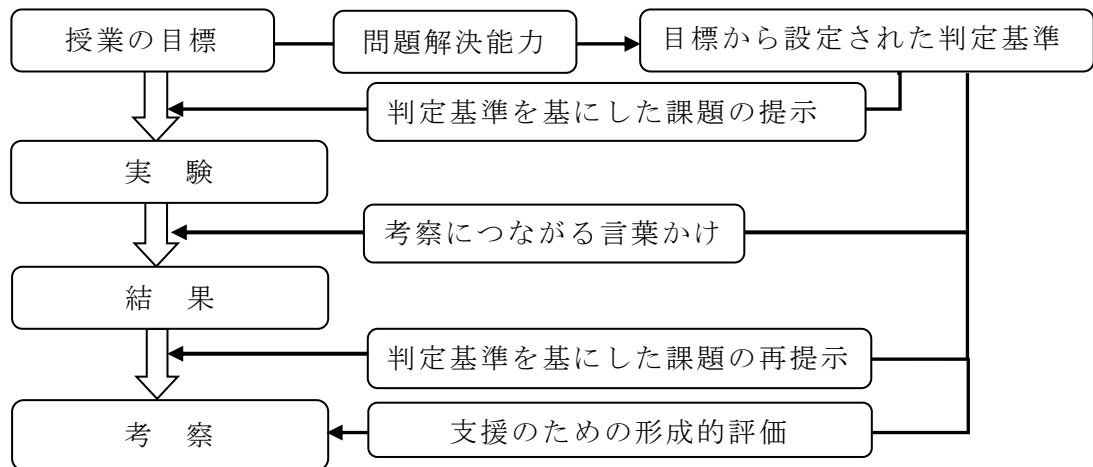 授業の目標
問題解決能力
目標から設定された判定基準
判定基準を基にした課題の提示
実　験
考察につながる言葉かけ
結　果
判定基準を基にした課題の再提示
考　察
支援のための形成的評価